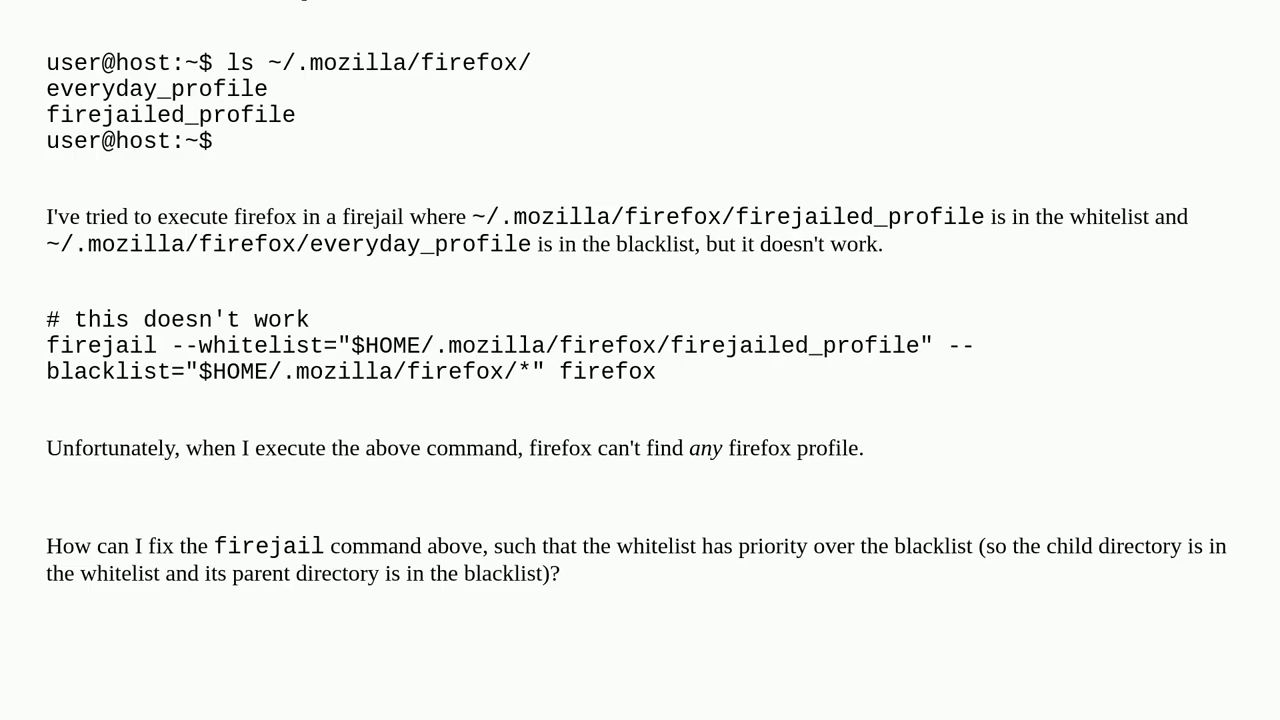 user@host:~$ ls ~/.mozilla/firefox/
everyday_profile
firejailed_profile
user@host:~$
I've tried to execute firefox in a firejail where ~/.mozilla/firefox/firejailed_profile is in the whitelist and
~/.mozilla/firefox/everyday_profile is in the blacklist, but it doesn't work.
# this doesn't work
firejail --whitelist="$HOME/.mozilla/firefox/firejailed_profile" --
blacklist="$HOME/.mozilla/firefox/*" firefox
Unfortunately, when I execute the above command, firefox can't find any firefox profile.
How can I fix the firejail command above, such that the whitelist has priority over the blacklist (so the child directory is in
the whitelist and its parent directory is in the blacklist)?